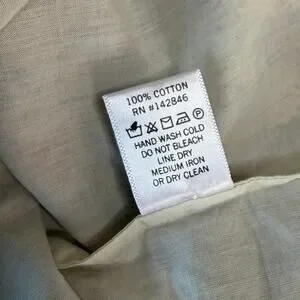 100% COTTON
RN #142846
HAND WASH COLD
DO NOT BLEACH
LINE DRY
MEDIUM IRON
OR DRY CLEAN